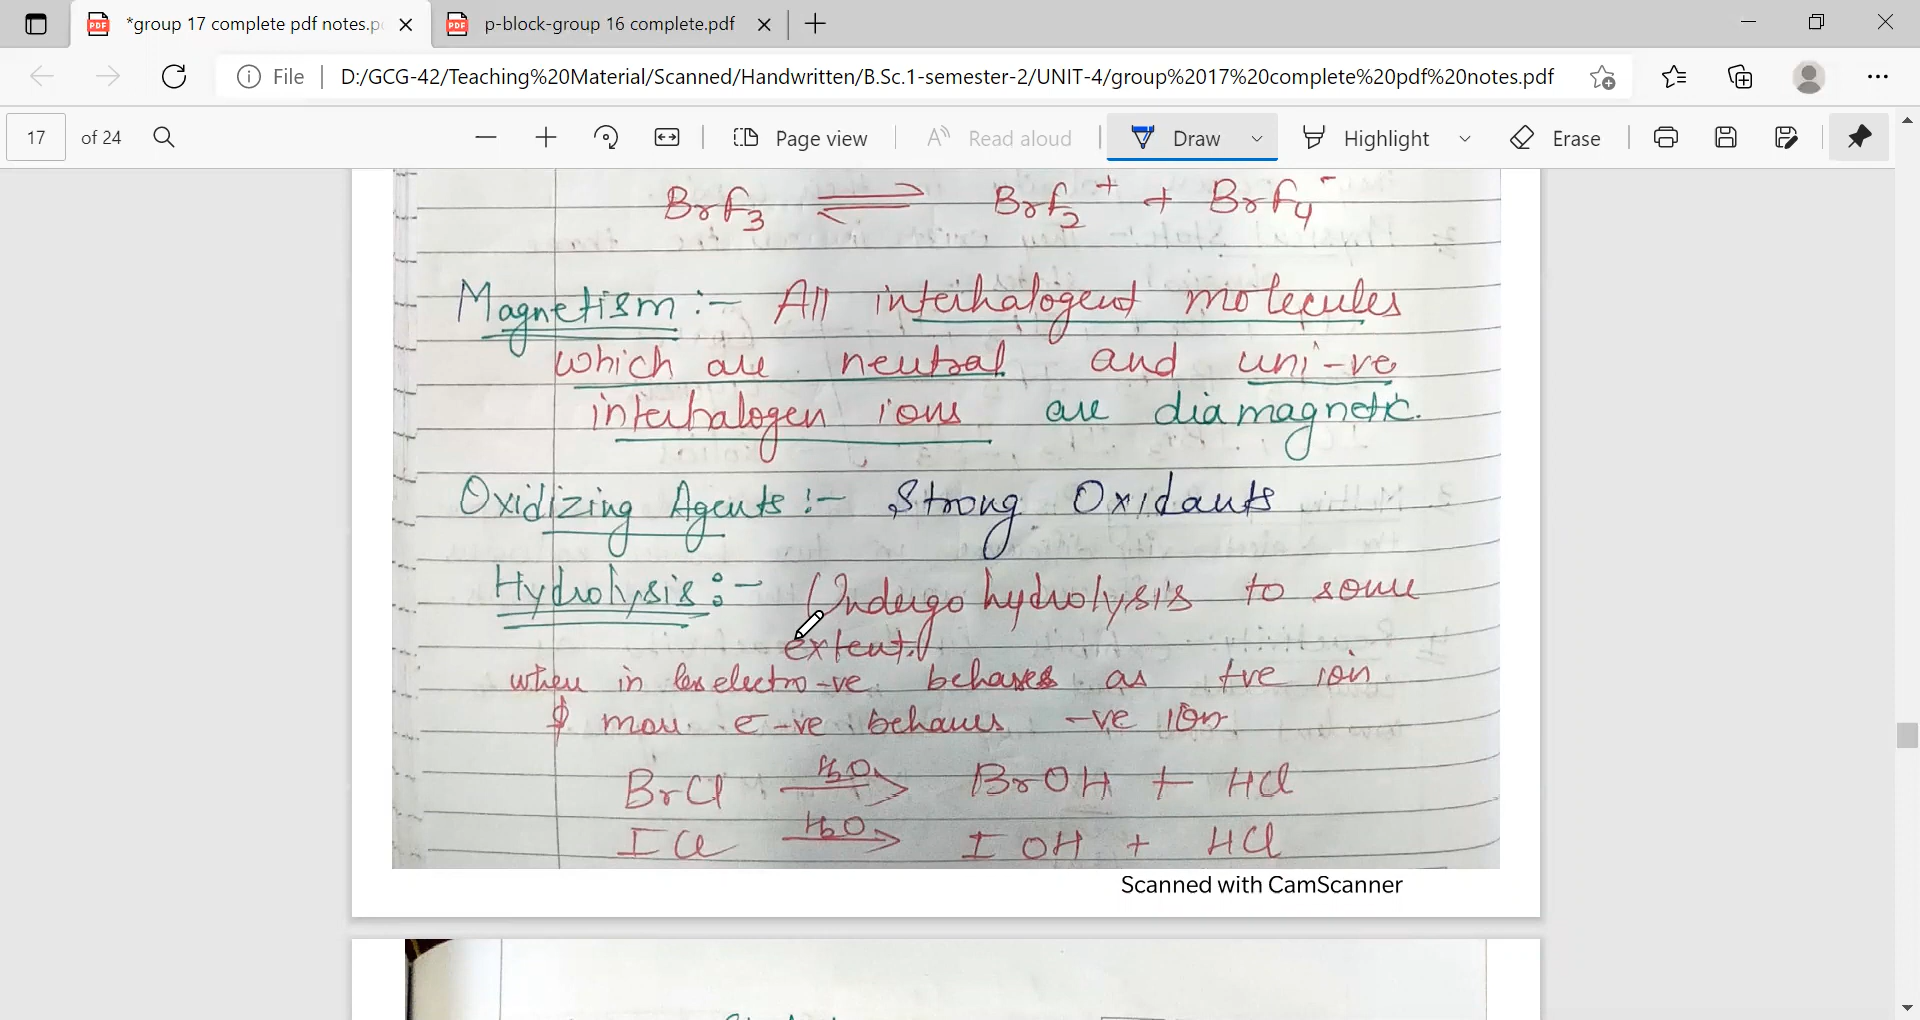 *group 17 complete pdf notes.p
p-block-group 16 complete.pdf
File
D:/GCG-42/Teaching%20Material/Scanned/Handwritten/B.Sc.1-semester-2/UNIT-4/group%2017%20complete%20pdf%20notes.pdf
17 of 24
Page view
Read aloud
Draw
Highlight
Erase
BrF3 ⇌ BrF2+ + BrF4-
Magnetism :- All interhalogent molecules
which are neutral and uni-ve
interhalogen ions are diamagnetic.
Oxidizing Agents :- Strong Oxidants
Hydrolysis :- Undergo hydrolysis to some
extent.
when in les electro-ve behaves as +ve ion
& more e-ve behaves -ve ion
BrCl H2O→ BrOH + HCl
ICl H2O→ IOH + HCl
Scanned with CamScanner